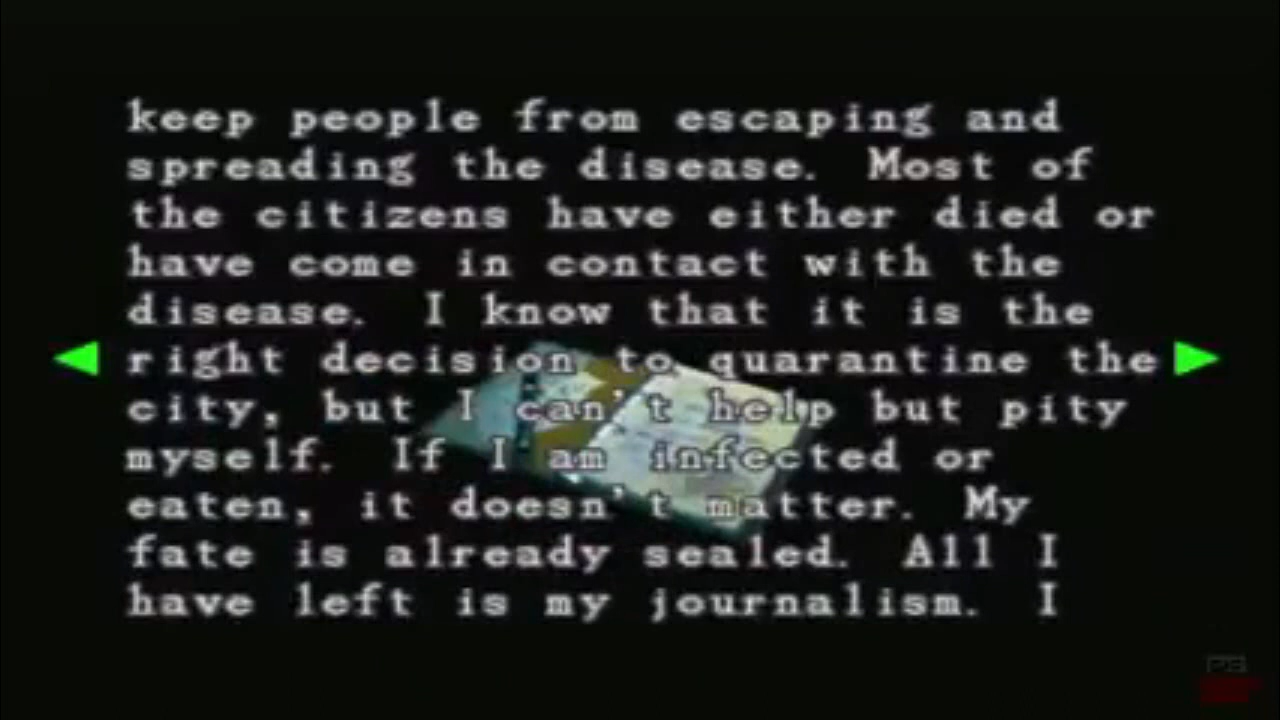 keep people from escaping and
spreading the disease. Most of
the citizens have either died or
have come in contact with the
disease. I know that it is the
right decision to quarantine the
city, but I can't help but pity
myself. If I am infected or
eaten, it doesn't matter. My
fate is already sealed. All I
have left is my journalism. I